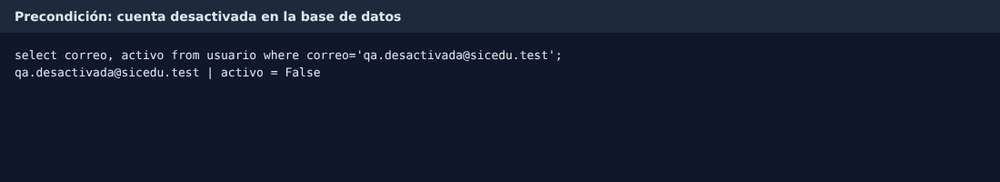 Precondición: cuenta desactivada en la base de datos
select correo, activo from usuario where correo='qa.desactivada@sicedu.test';
qa.desactivada@sicedu.test | activo = False